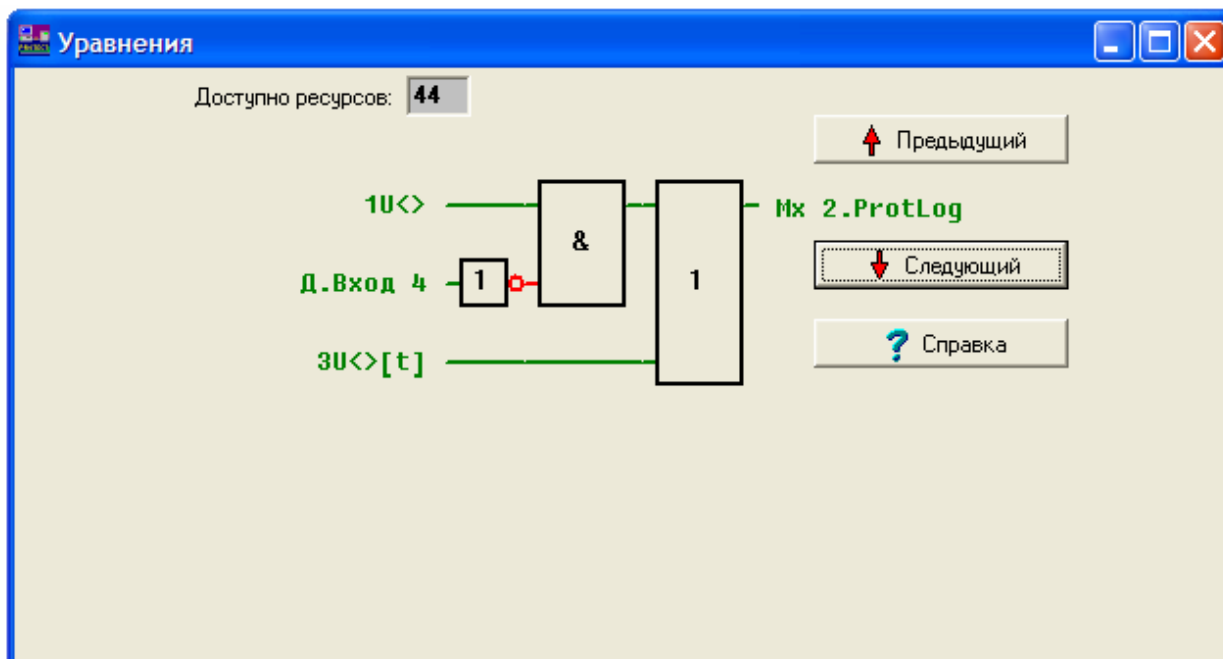 Уравнения
Доступно ресурсов: 44
Предыдущий
1U<> & 1 Mx 2.ProtLog
Следующий
Д.Вход 4 1
3U<>[t]
? Справка